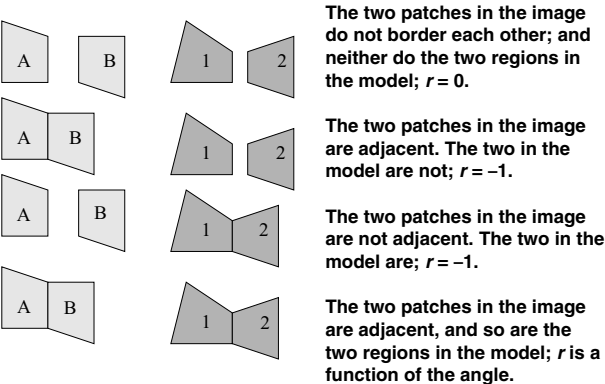 A B 1 2
The two patches in the image
do not border each other; and
neither do the two regions in
the model; r = 0.
A B 1 2
The two patches in the image
are adjacent. The two in the
model are not; r = –1.
A B 1 2
The two patches in the image
are not adjacent. The two in the
model are; r = –1.
A B 1 2
The two patches in the image
are adjacent, and so are the
two regions in the model; r is a
function of the angle.